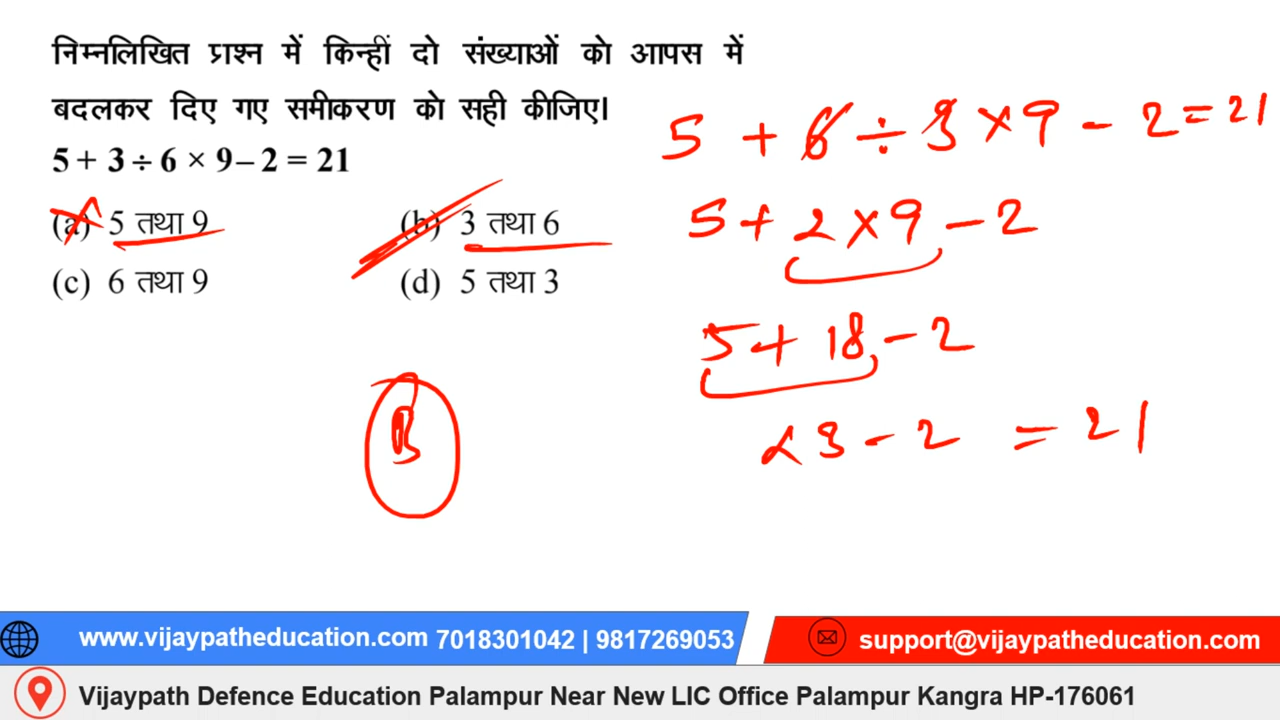 निम्नलिखित प्रश्न में किन्हीं दो संख्याओं को आपस में
बदलकर दिए गए समीकरण को सही कीजिए।
5 + 3 ÷ 6 × 9 – 2 = 21
(a) 5 तथा 9 (b) 3 तथा 6
(c) 6 तथा 9 (d) 5 तथा 3
5 + 6 ÷ 3 × 9 - 2 = 21
5 + 2 × 9 - 2
5 + 18 - 2
23 - 2 = 21
B
www.vijaypatheducation.com 7018301042 | 9817269053
support@vijaypatheducation.com
Vijaypath Defence Education Palampur Near New LIC Office Palampur Kangra HP-176061